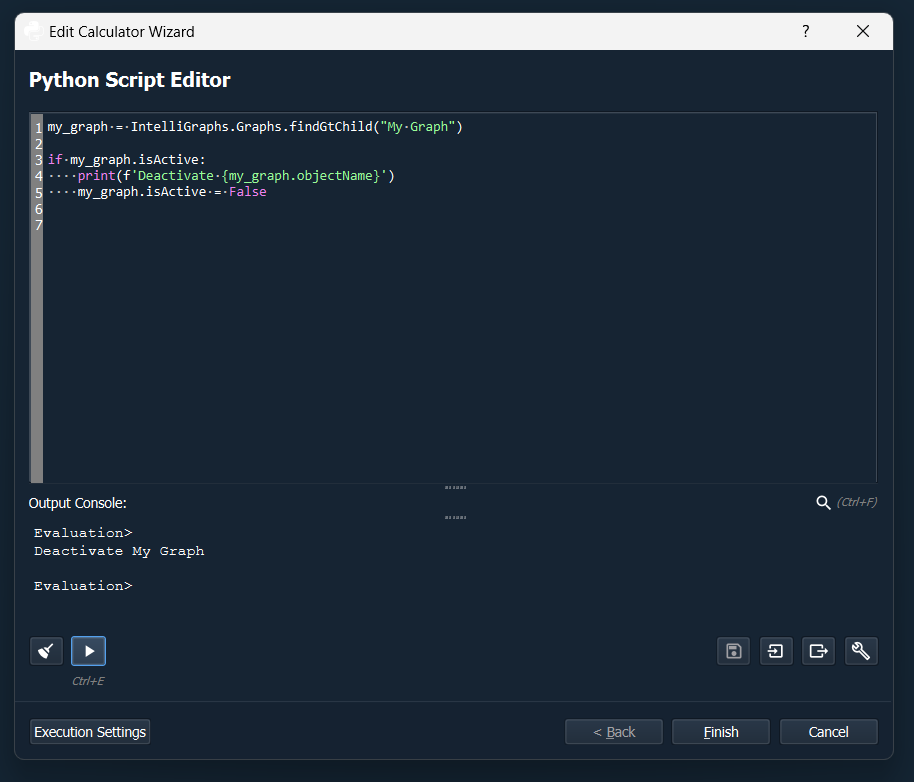 Edit Calculator Wizard
?
Python Script Editor
1 my_graph·=·IntelliGraphs.Graphs.findGtChild("My·Graph")
2
3 if·my_graph.isActive:
4 ····print(f'Deactivate·{my_graph.objectName}')
5 ····my_graph.isActive·=·False
6
7
Output Console:
(Ctrl+F)
Evaluation>
Deactivate My Graph
Evaluation>
Ctrl+E
Execution Settings
< Back
Finish
Cancel